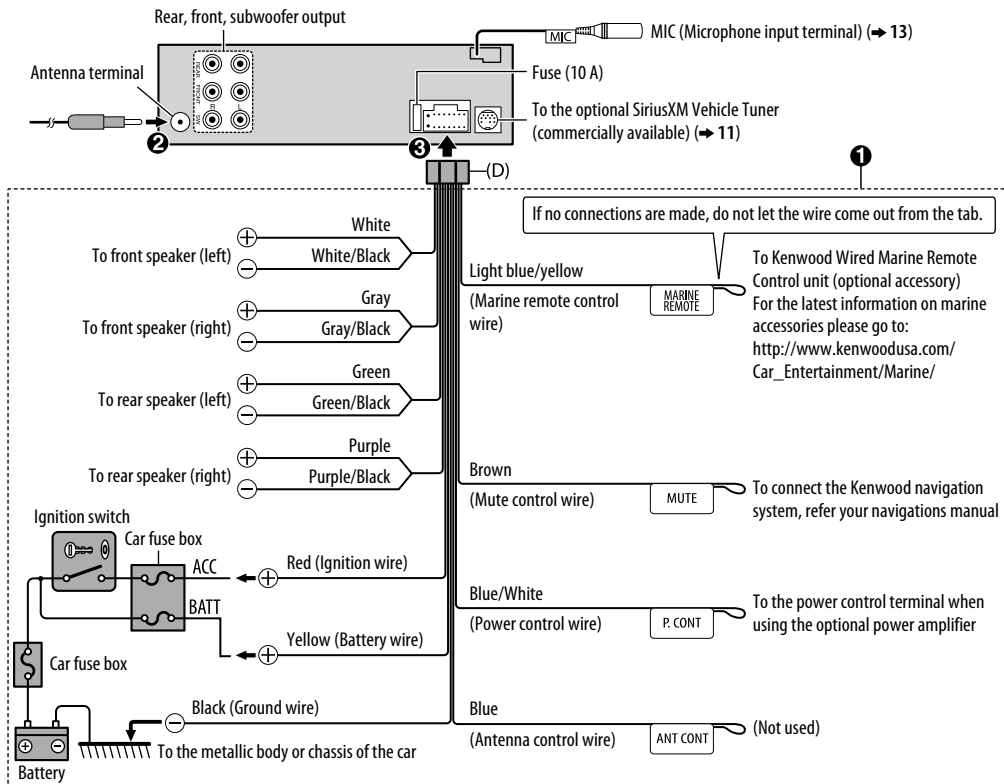 Rear, front, subwoofer output
MIC
MIC (Microphone input terminal) (➜ 13)
Antenna terminal
REAR
FRONT
SW
R
L
Fuse (10 A)
To the optional SiriusXM Vehicle Tuner
(commercially available) (➜ 11)
❷
❸
(D)
❶
If no connections are made, do not let the wire come out from the tab.
White
To front speaker (left)
White/Black
Gray
To front speaker (right)
Gray/Black
Green
To rear speaker (left)
Green/Black
Purple
To rear speaker (right)
Purple/Black
Light blue/yellow
(Marine remote control
wire)
MARINE
REMOTE
To Kenwood Wired Marine Remote
Control unit (optional accessory)
For the latest information on marine
accessories please go to:
http://www.kenwoodusa.com/
Car_Entertainment/Marine/
Brown
(Mute control wire)
MUTE
To connect the Kenwood navigation
system, refer your navigations manual
Ignition switch
Car fuse box
ACC
Red (Ignition wire)
BATT
Yellow (Battery wire)
Car fuse box
Blue/White
(Power control wire)
P. CONT
To the power control terminal when
using the optional power amplifier
Black (Ground wire)
To the metallic body or chassis of the car
Battery
Blue
(Antenna control wire)
ANT CONT
(Not used)